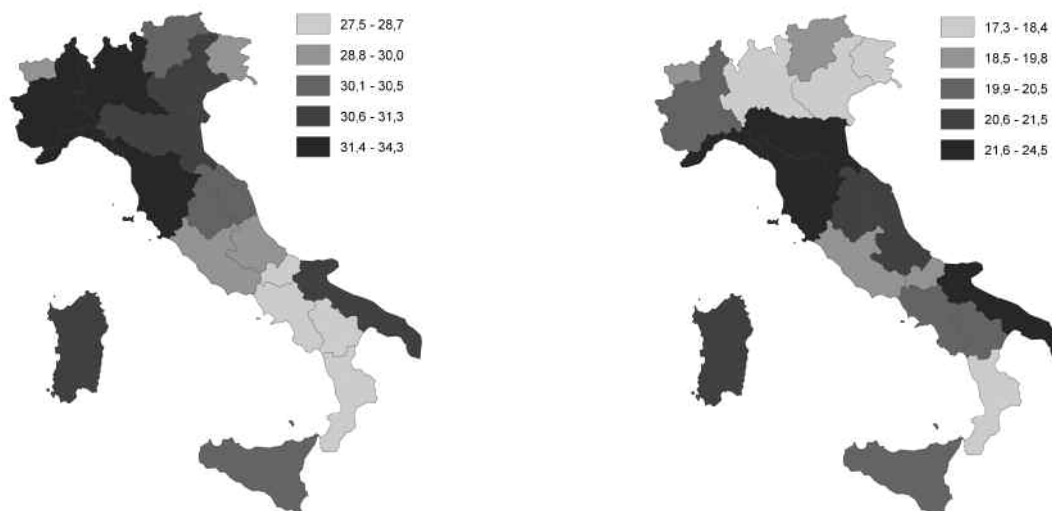 27,5 - 28,7
28,8 - 30,0
30,1 - 30,5
30,6 - 31,3
31,4 - 34,3
17,3 - 18,4
18,5 - 19,8
19,9 - 20,5
20,6 - 21,5
21,6 - 24,5